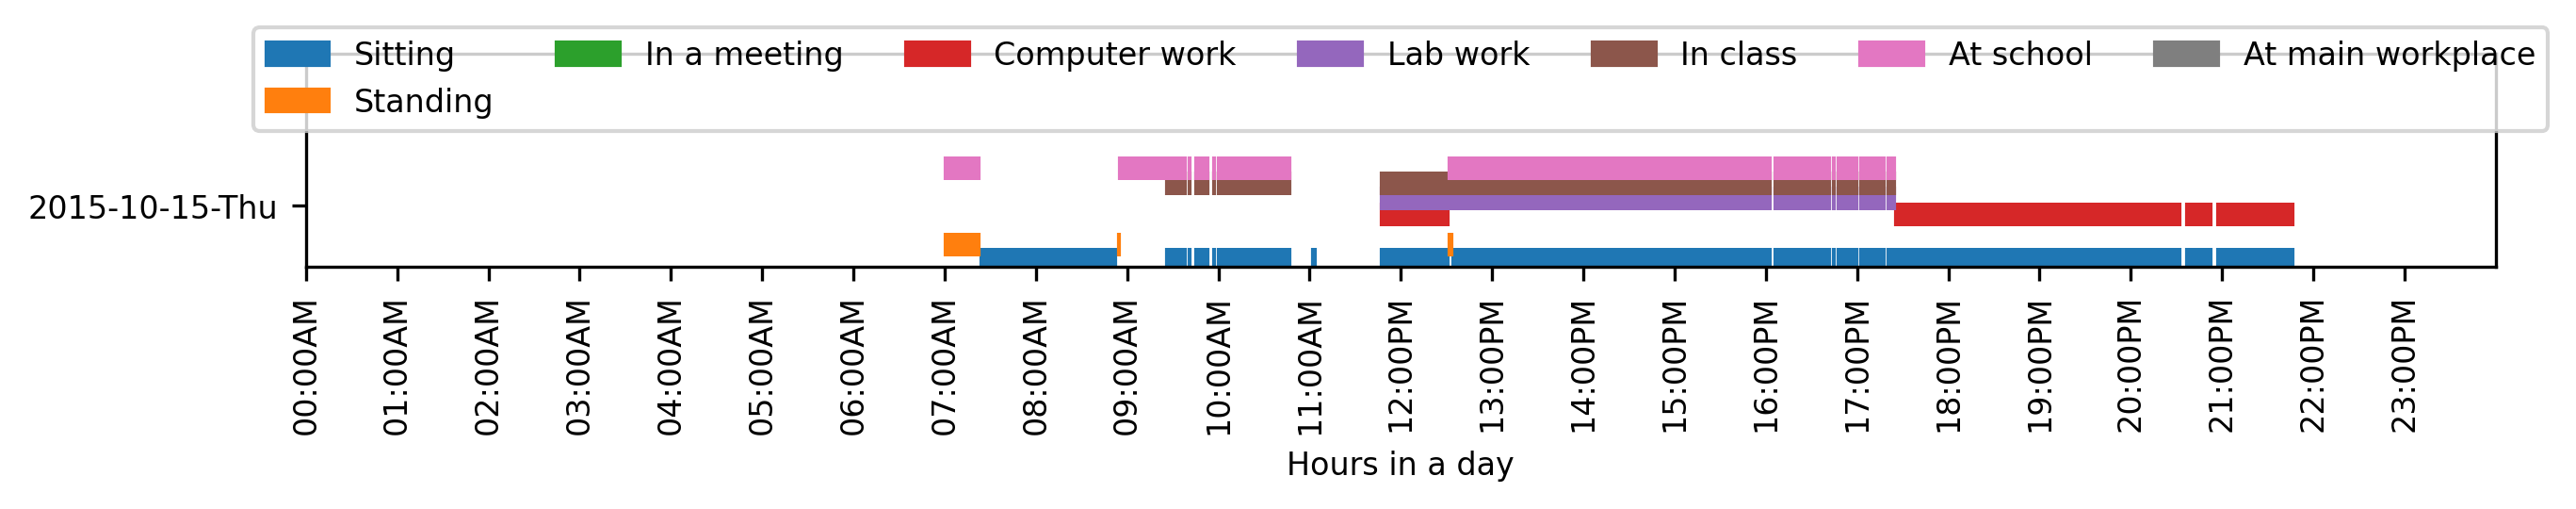 Sitting In a meeting Computer work Lab work In class At school At main workplace
Standing
2015-10-15-Thu
00:00AM 01:00AM 02:00AM 03:00AM 04:00AM 05:00AM 06:00AM 07:00AM 08:00AM 09:00AM 10:00AM 11:00AM 12:00PM 13:00PM 14:00PM 15:00PM 16:00PM 17:00PM 18:00PM 19:00PM 20:00PM 21:00PM 22:00PM 23:00PM
Hours in a day